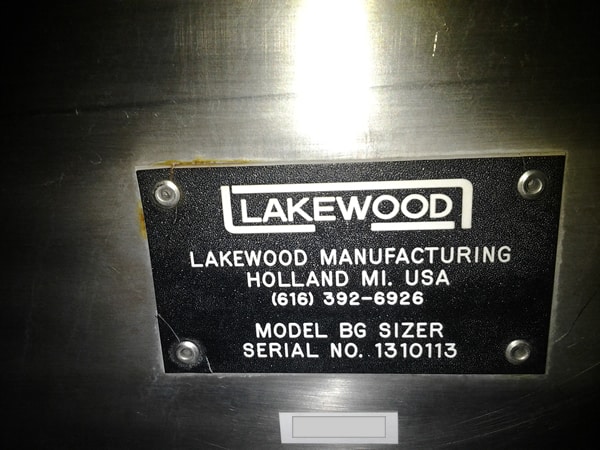 LAKEWOOD
LAKEWOOD MANUFACTURING
HOLLAND MI. USA
(616) 392-6926
MODEL BG SIZER
SERIAL NO. 1310113